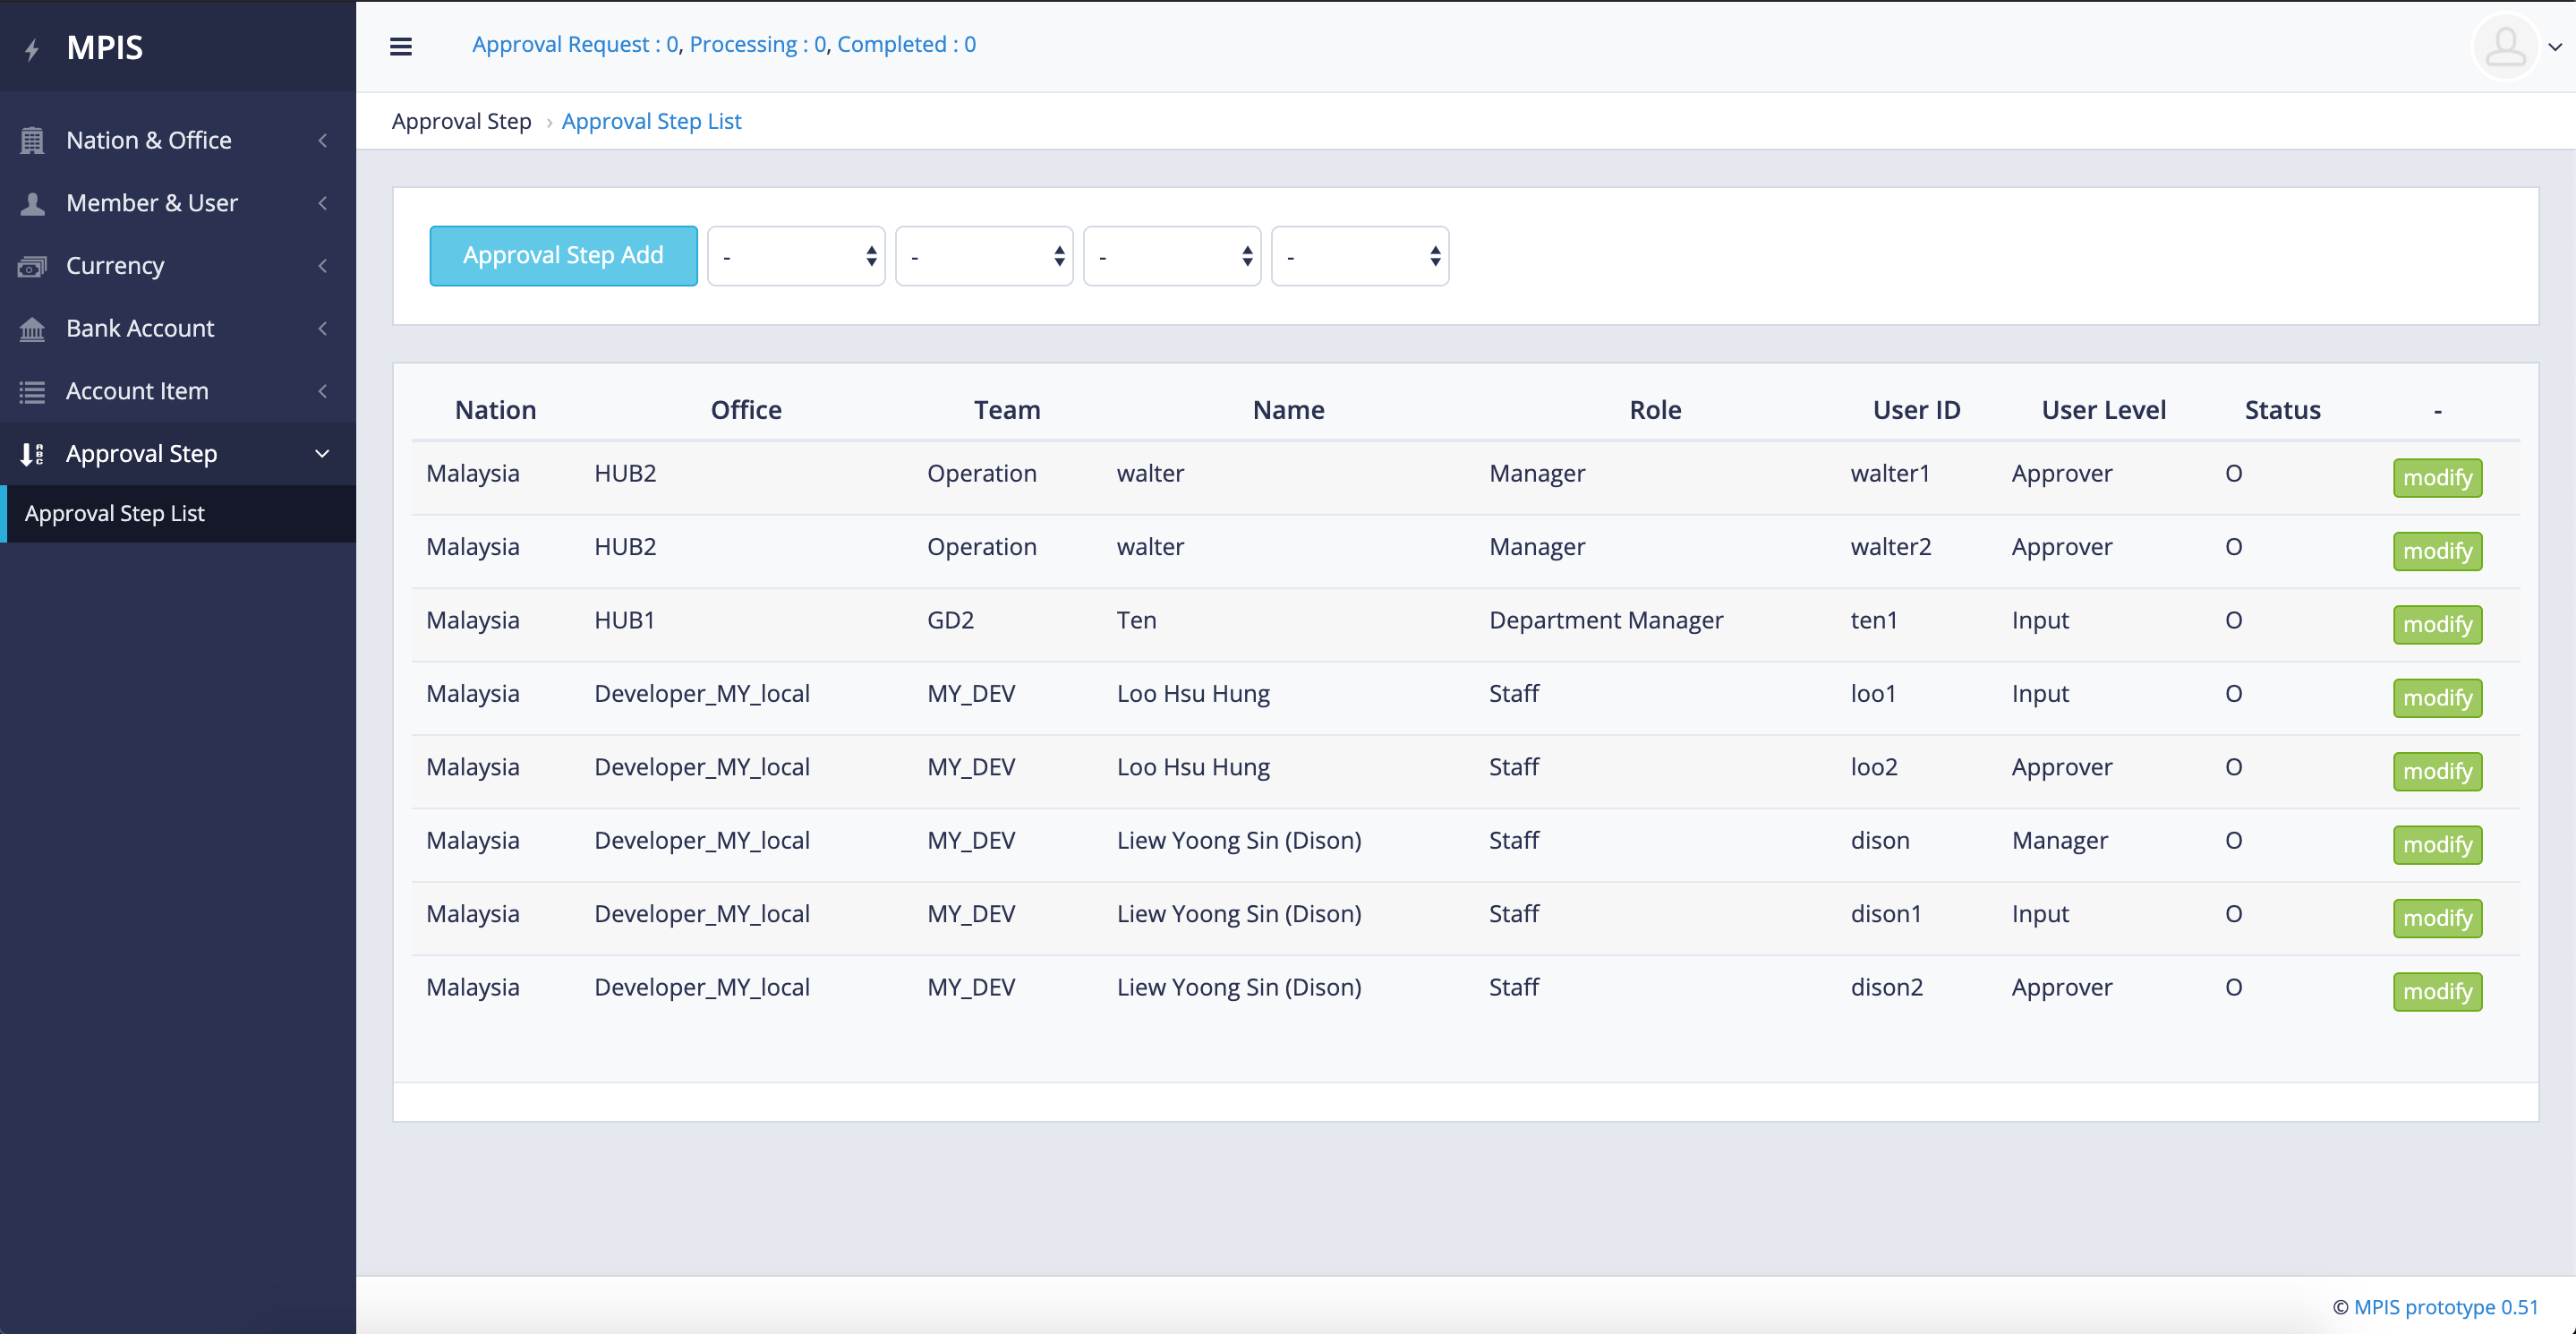 MPIS
Approval Request : 0, Processing : 0, Completed : 0
Nation & Office
Member & User
Currency
Bank Account
Account Item
Approval Step
Approval Step List
Approval Step › Approval Step List
Approval Step Add - - - -
Nation Office Team Name Role User ID User Level Status -
Malaysia HUB2 Operation walter Manager walter1 Approver O modify
Malaysia HUB2 Operation walter Manager walter2 Approver O modify
Malaysia HUB1 GD2 Ten Department Manager ten1 Input O modify
Malaysia Developer_MY_local MY_DEV Loo Hsu Hung Staff loo1 Input O modify
Malaysia Developer_MY_local MY_DEV Loo Hsu Hung Staff loo2 Approver O modify
Malaysia Developer_MY_local MY_DEV Liew Yoong Sin (Dison) Staff dison Manager O modify
Malaysia Developer_MY_local MY_DEV Liew Yoong Sin (Dison) Staff dison1 Input O modify
Malaysia Developer_MY_local MY_DEV Liew Yoong Sin (Dison) Staff dison2 Approver O modify
© MPIS prototype 0.51